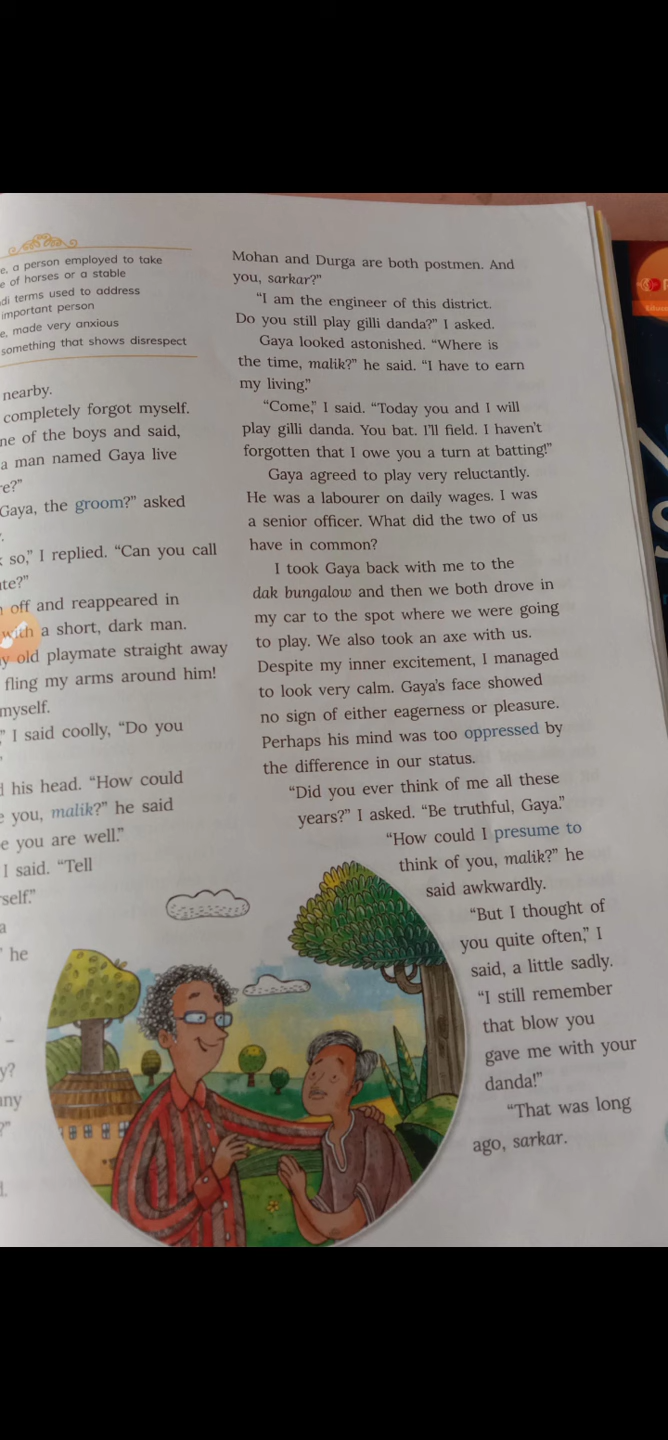 e, a person employed to take
e of horses or a stable
di terms used to address
important person
e, made very anxious
something that shows disrespect
nearby.
completely forgot myself.
ne of the boys and said,
a man named Gaya live
re?”
Gaya, the groom?” asked
so,” I replied. “Can you call
te?”
off and reappeared in
with a short, dark man.
y old playmate straight away
fling my arms around him!
myself.
” I said coolly, “Do you
d his head. “How could
e you, malik?” he said
e you are well.”
I said. “Tell
rself.”
a
” he
–
y?
any
?”
d.
Mohan and Durga are both postmen. And
you, sarkar?”
“I am the engineer of this district.
Do you still play gilli danda?” I asked.
Gaya looked astonished. “Where is
the time, malik?” he said. “I have to earn
my living.”
“Come,” I said. “Today you and I will
play gilli danda. You bat. I’ll field. I haven’t
forgotten that I owe you a turn at batting!”
Gaya agreed to play very reluctantly.
He was a labourer on daily wages. I was
a senior officer. What did the two of us
have in common?
I took Gaya back with me to the
dak bungalow and then we both drove in
my car to the spot where we were going
to play. We also took an axe with us.
Despite my inner excitement, I managed
to look very calm. Gaya’s face showed
no sign of either eagerness or pleasure.
Perhaps his mind was too oppressed by
the difference in our status.
“Did you ever think of me all these
years?” I asked. “Be truthful, Gaya.”
“How could I presume to
think of you, malik?” he
said awkwardly.
“But I thought of
you quite often,” I
said, a little sadly.
“I still remember
that blow you
gave me with your
danda!”
“That was long
ago, sarkar.